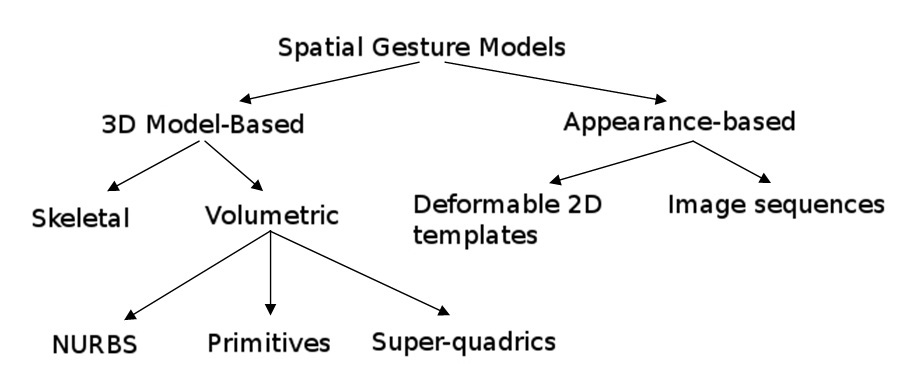 Spatial Gesture Models
3D Model-Based
Appearance-based
Skeletal
Volumetric
Deformable 2D
templates
Image sequences
NURBS
Primitives
Super-quadrics